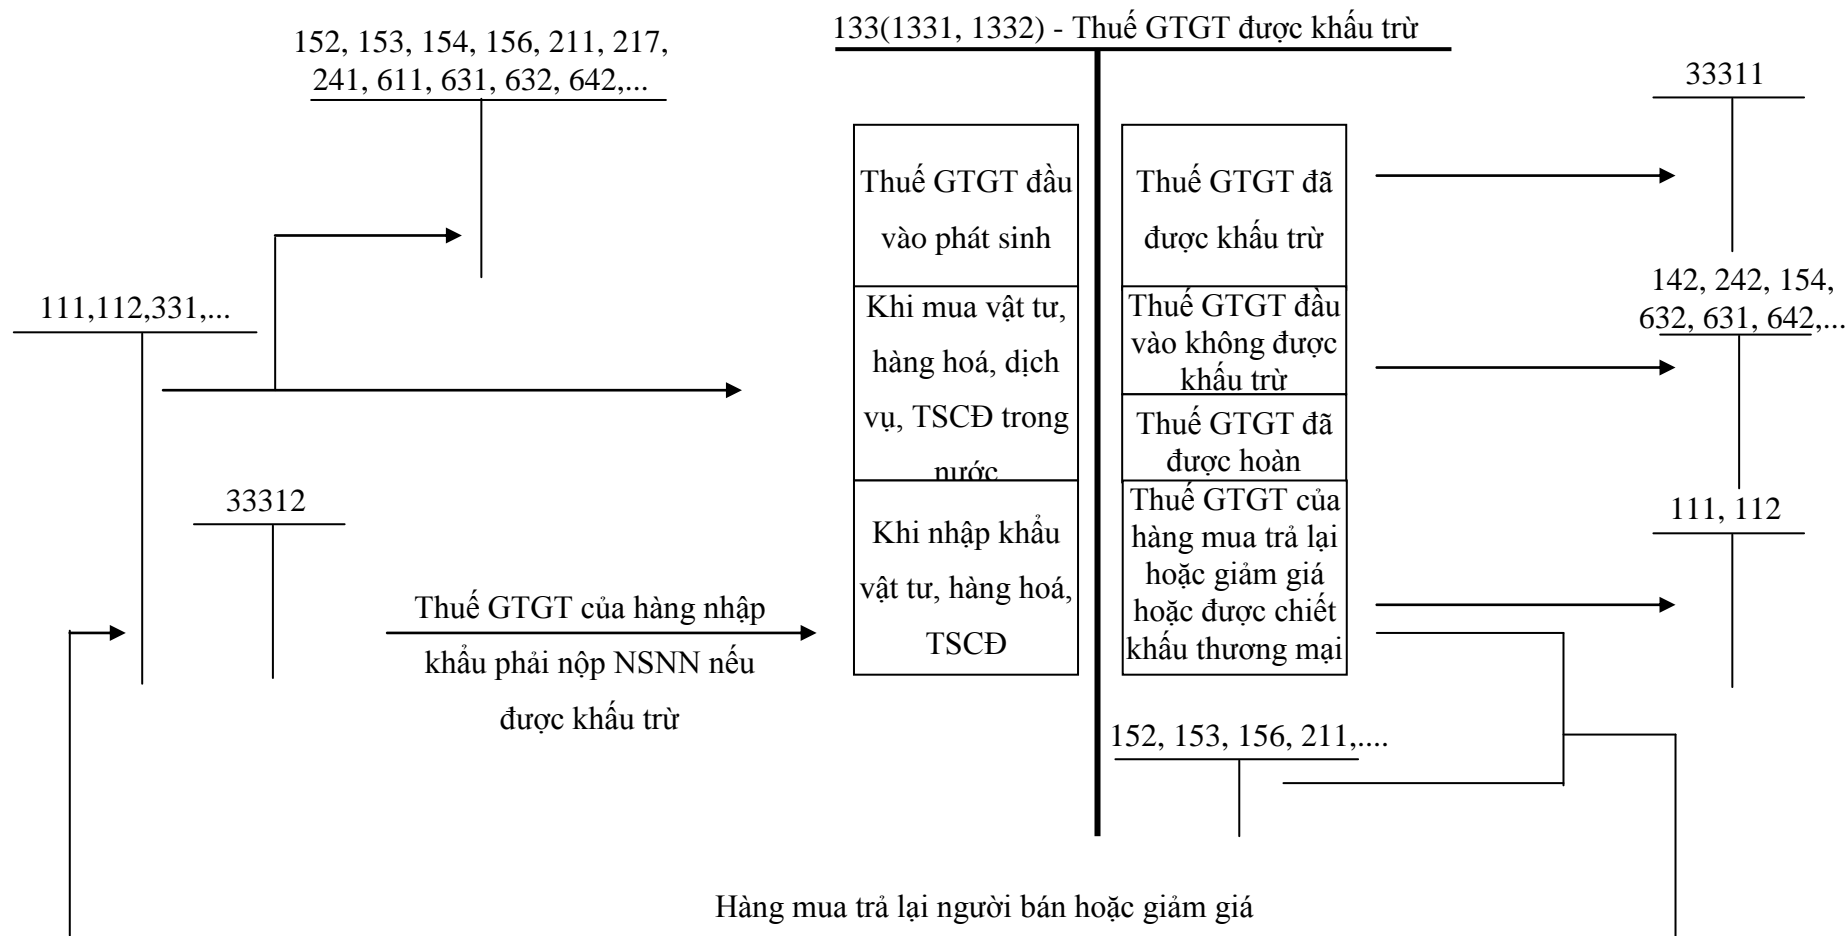 133(1331, 1332) - Thuế GTGT được khấu trừ
152, 153, 154, 156, 211, 217,
241, 611, 631, 632, 642,...
33311
Thuế GTGT đầu
vào phát sinh
Thuế GTGT đã
được khấu trừ
111,112,331,...
Khi mua vật tư,
hàng hoá, dịch
vụ, TSCĐ trong
nước
Thuế GTGT đầu
vào không được
khấu trừ
142, 242, 154,
632, 631, 642,...
Thuế GTGT đã
được hoàn
33312
Khi nhập khẩu
vật tư, hàng hoá,
TSCĐ
Thuế GTGT của
hàng mua trả lại
hoặc giảm giá
hoặc được chiết
khấu thương mại
111, 112
Thuế GTGT của hàng nhập
khẩu phải nộp NSNN nếu
được khấu trừ
152, 153, 156, 211,....
Hàng mua trả lại người bán hoặc giảm giá